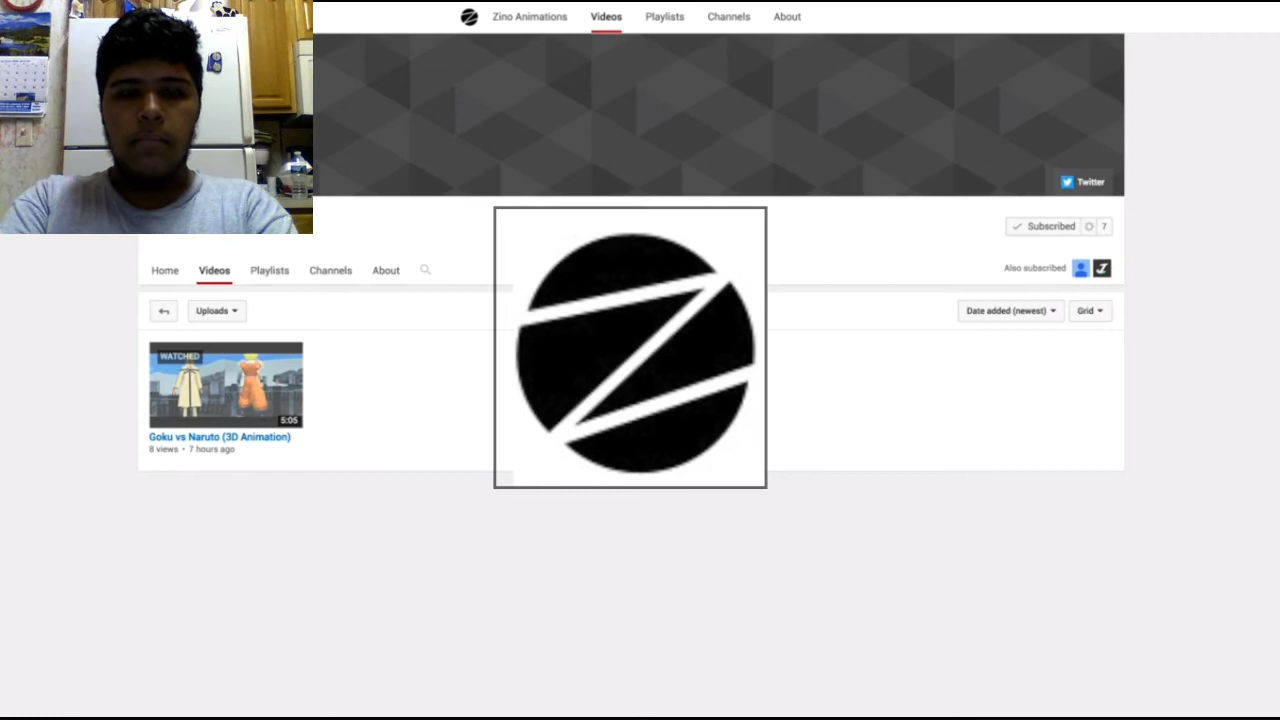 Zino Animations Videos Playlists Channels About
Twitter
Subscribed 7
Home Videos Playlists Channels About
Also subscribed
Uploads
Date added (newest) Grid
WATCHED
5:05
Goku vs Naruto (3D Animation)
8 views • 7 hours ago